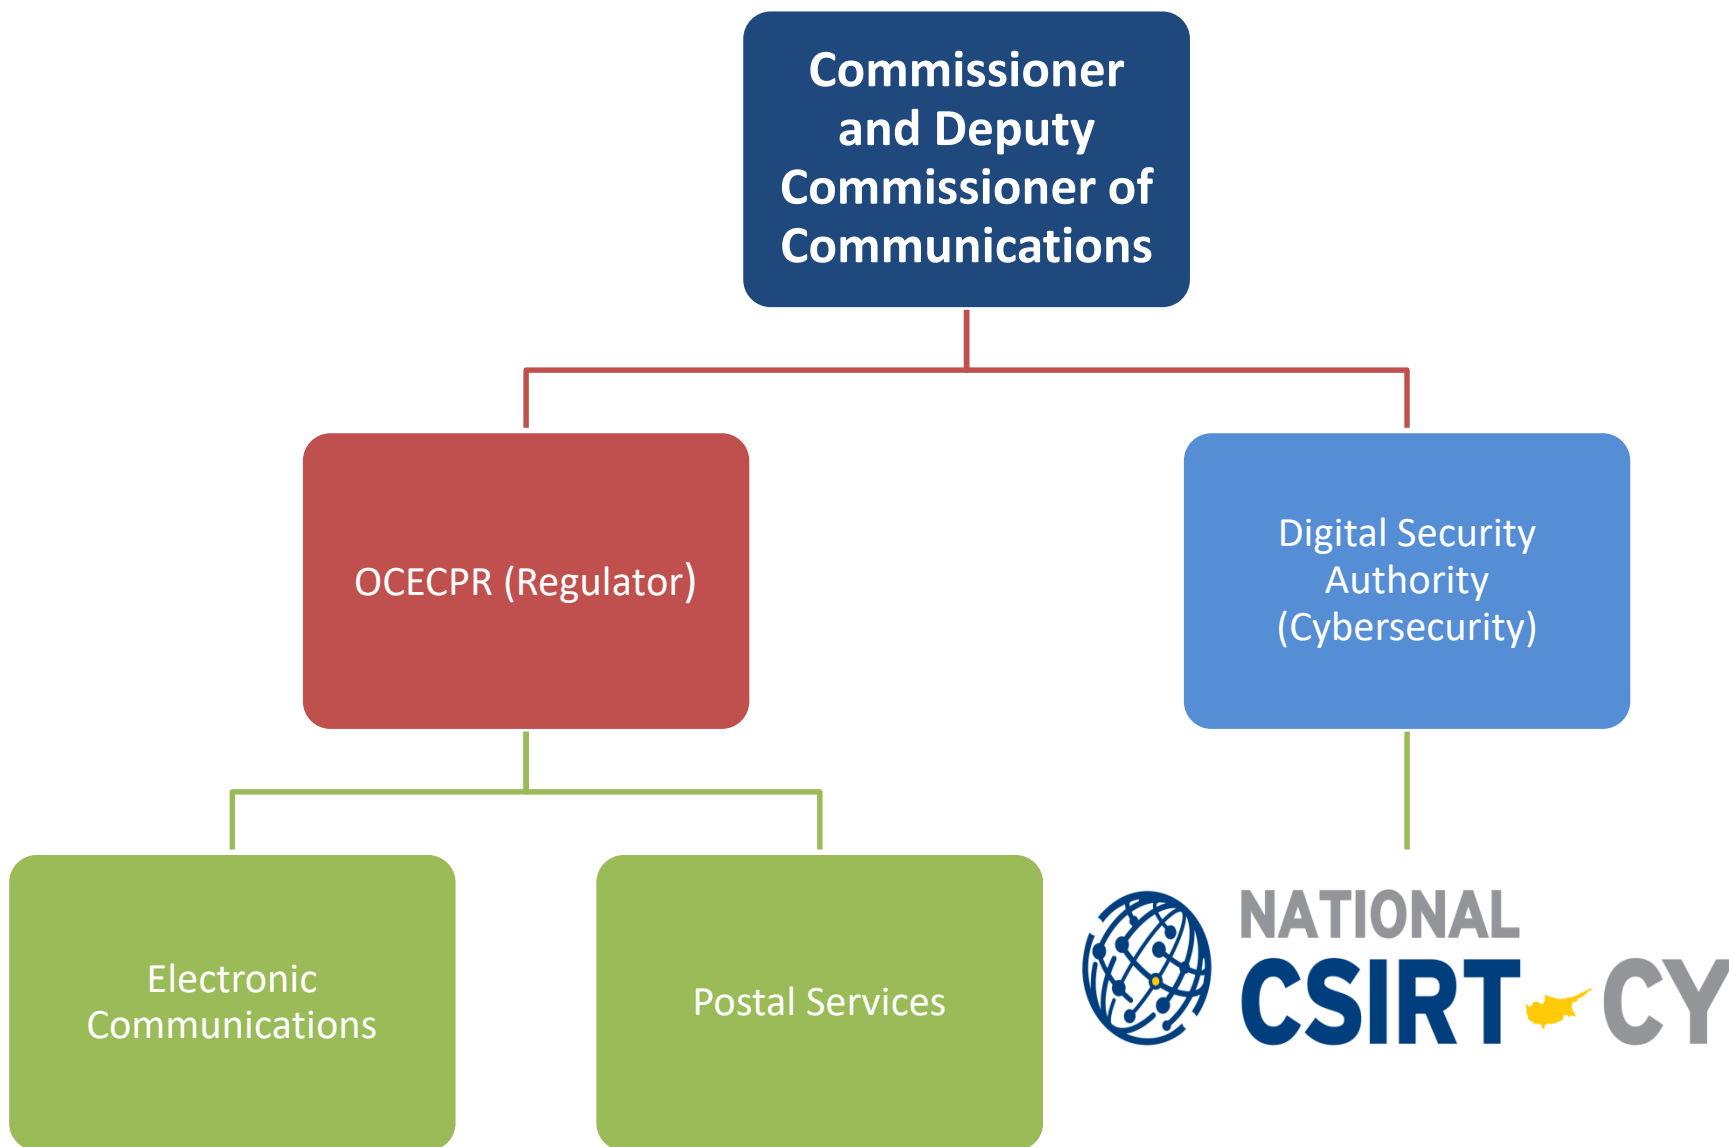 Commissioner
and Deputy
Commissioner of
Communications
OCECPR (Regulator)
Digital Security
Authority
(Cybersecurity)
Electronic
Communications
Postal Services
NATIONAL
CSIRT CY